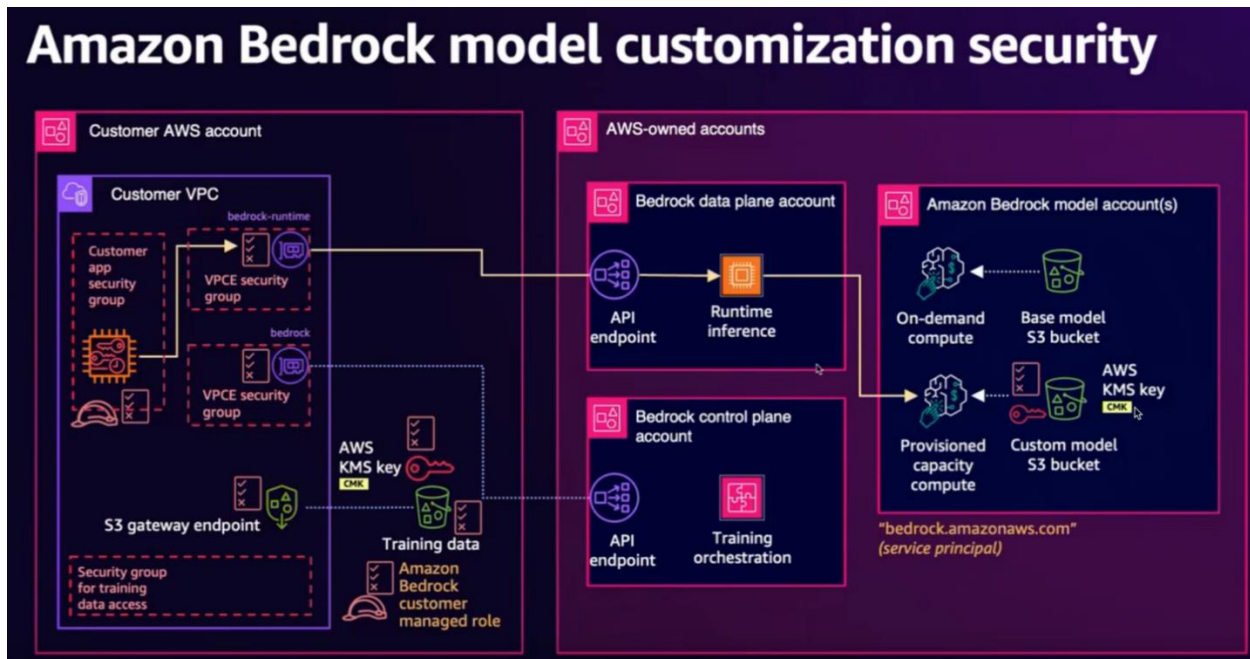 Amazon Bedrock model customization security
Customer AWS account
Customer VPC
bedrock-runtime
Customer
app
security
group
VPCE security
group
bedrock
VPCE security
group
AWS
KMS key
CMK
S3 gateway endpoint
Training data
Security group
for training
data access
Amazon
Bedrock
customer
managed role
AWS-owned accounts
Bedrock data plane account
API
endpoint
Runtime
inference
Bedrock control plane
account
API
endpoint
Training
orchestration
Amazon Bedrock model account(s)
On-demand
compute
Base model
S3 bucket
AWS
KMS key
CMK
Provisioned
capacity
compute
Custom model
S3 bucket
"bedrock.amazonaws.com"
(service principal)